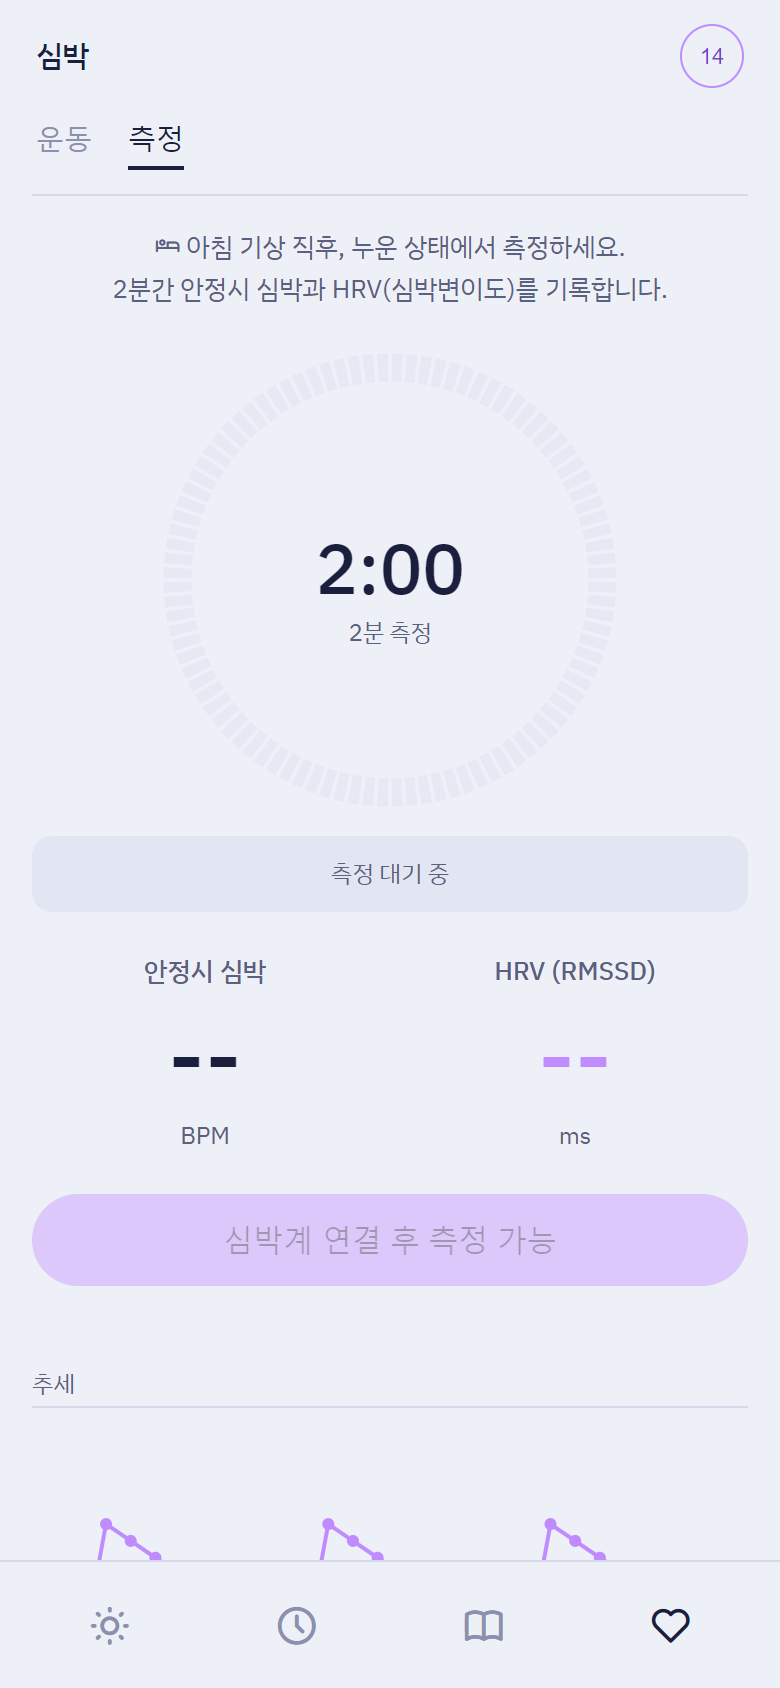 심박
14
운동 측정
아침 기상 직후, 누운 상태에서 측정하세요.
2분간 안정시 심박과 HRV(심박변이도)를 기록합니다.
2:00
2분 측정
측정 대기 중
안정시 심박 HRV (RMSSD)
-- --
BPM ms
심박계 연결 후 측정 가능
추세